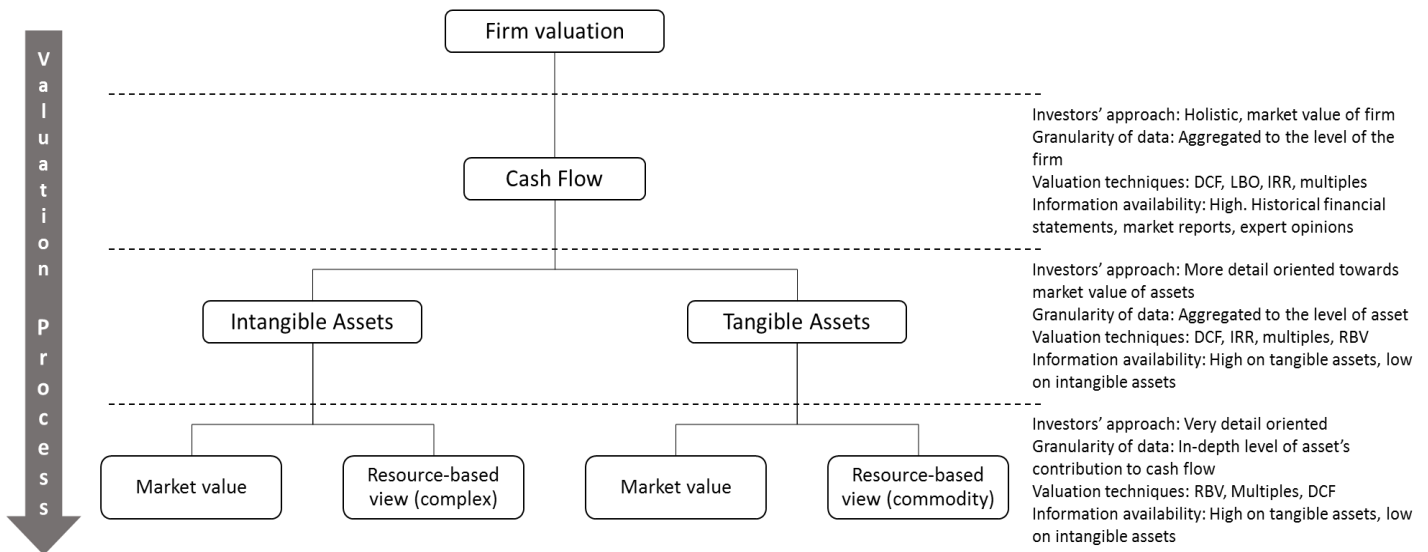 Valuation Process
Firm valuation
Investors’ approach: Holistic, market value of firm
Granularity of data: Aggregated to the level of the
firm
Valuation techniques: DCF, LBO, IRR, multiples
Information availability: High. Historical financial
statements, market reports, expert opinions
Cash Flow
Investors’ approach: More detail oriented towards
market value of assets
Granularity of data: Aggregated to the level of asset
Valuation techniques: DCF, IRR, multiples, RBV
Information availability: High on tangible assets, low
on intangible assets
Intangible Assets
Tangible Assets
Investors’ approach: Very detail oriented
Granularity of data: In-depth level of asset’s
contribution to cash flow
Valuation techniques: RBV, Multiples, DCF
Information availability: High on tangible assets, low
on intangible assets
Market value
Resource-based
view (complex)
Market value
Resource-based
view (commodity)